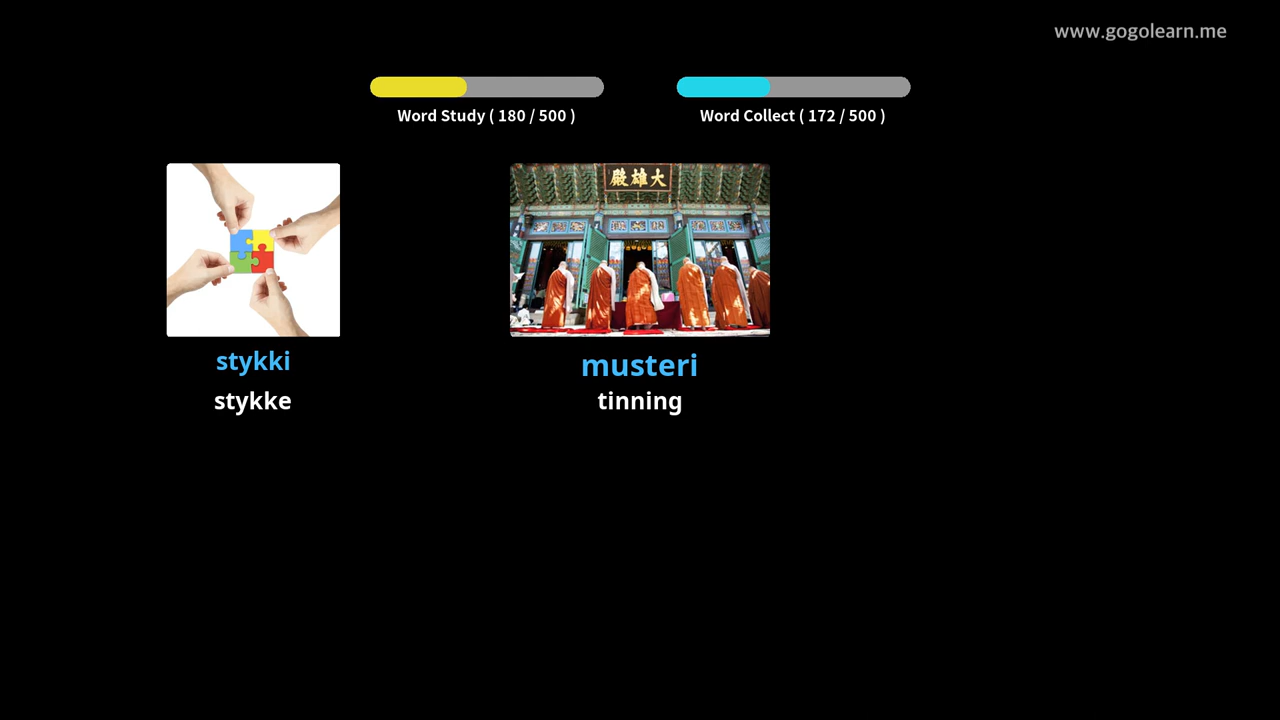 www.gogolearn.me
Word Study ( 180 / 500 )
Word Collect ( 172 / 500 )
殿雄大
stykki
musteri
stykke
tinning